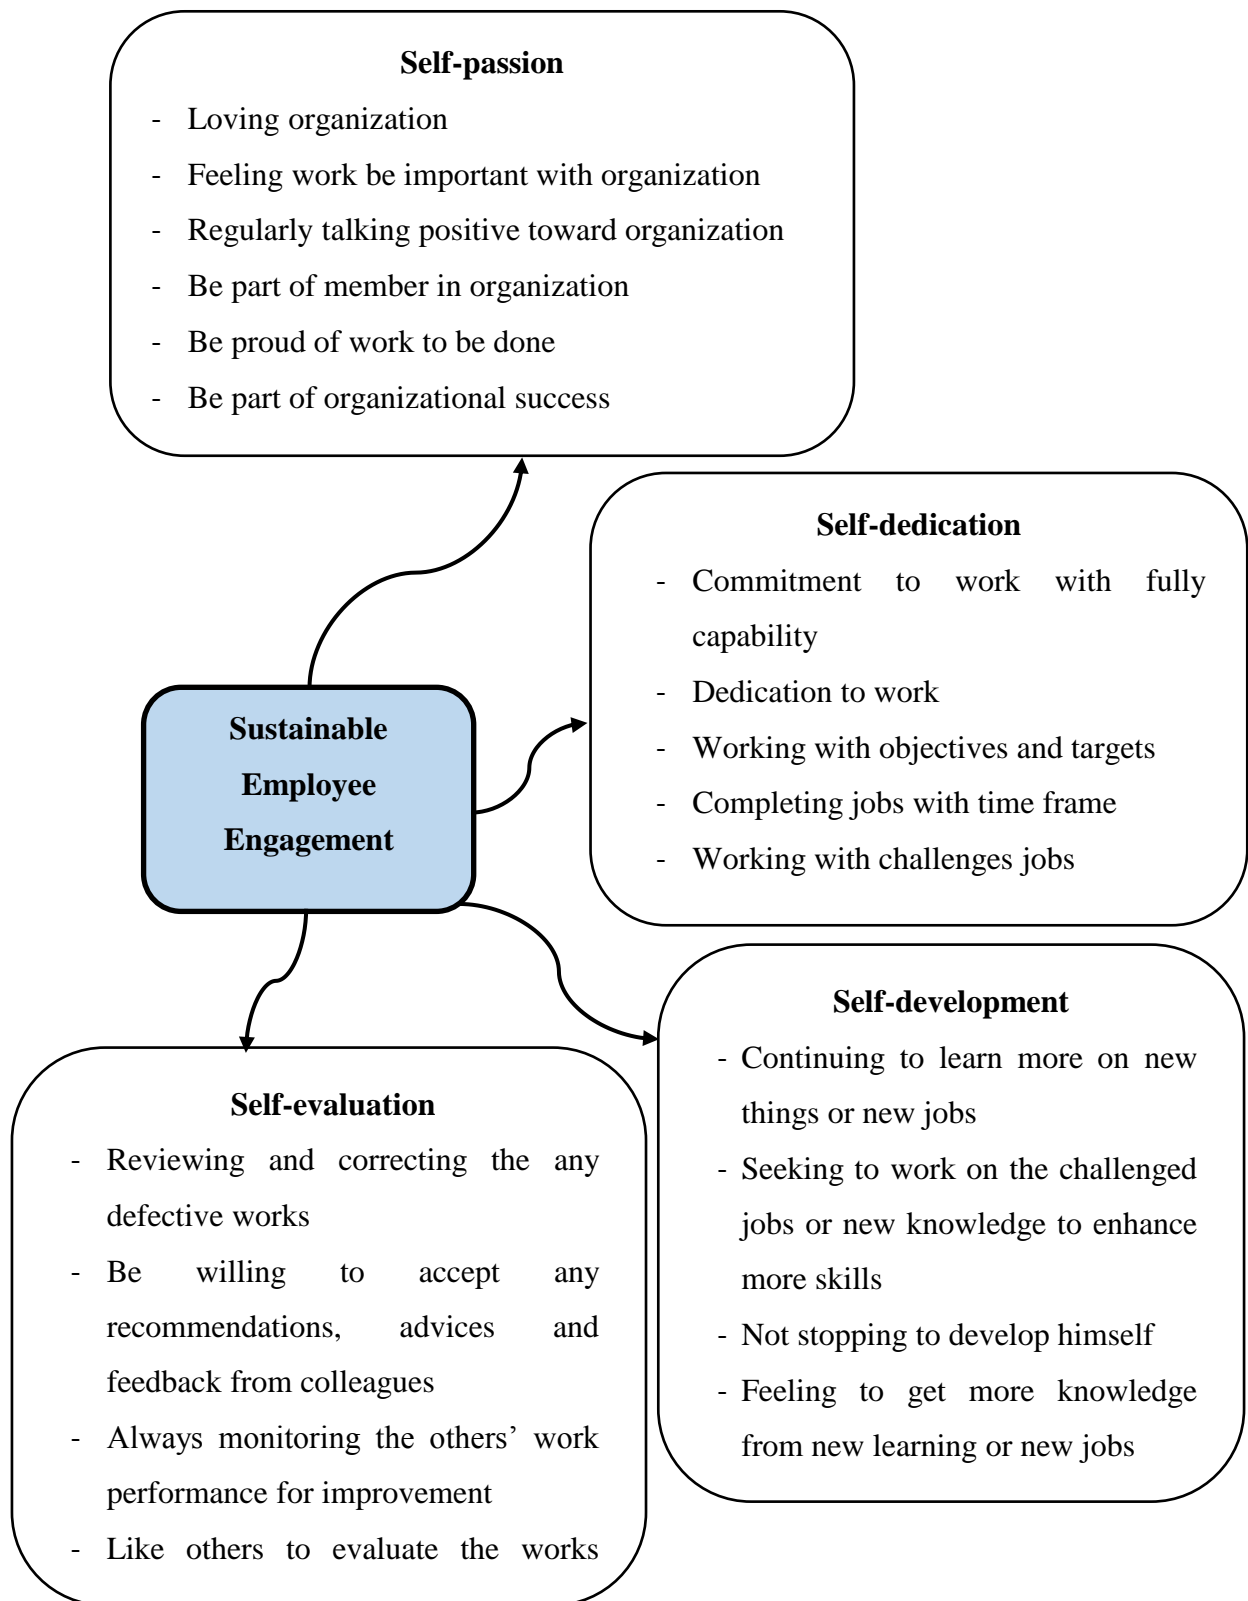 Self-passion
- Loving organization
- Feeling work be important with organization
- Regularly talking positive toward organization
- Be part of member in organization
- Be proud of work to be done
- Be part of organizational success
Self-dedication
- Commitment to work with fully
capability
- Dedication to work
- Working with objectives and targets
- Completing jobs with time frame
- Working with challenges jobs
Sustainable
Employee
Engagement
Self-development
- Continuing to learn more on new
things or new jobs
- Seeking to work on the challenged
jobs or new knowledge to enhance
more skills
- Not stopping to develop himself
- Feeling to get more knowledge
from new learning or new jobs
Self-evaluation
- Reviewing and correcting the any
defective works
- Be willing to accept any
recommendations, advices and
feedback from colleagues
- Always monitoring the others’ work
performance for improvement
- Like others to evaluate the works